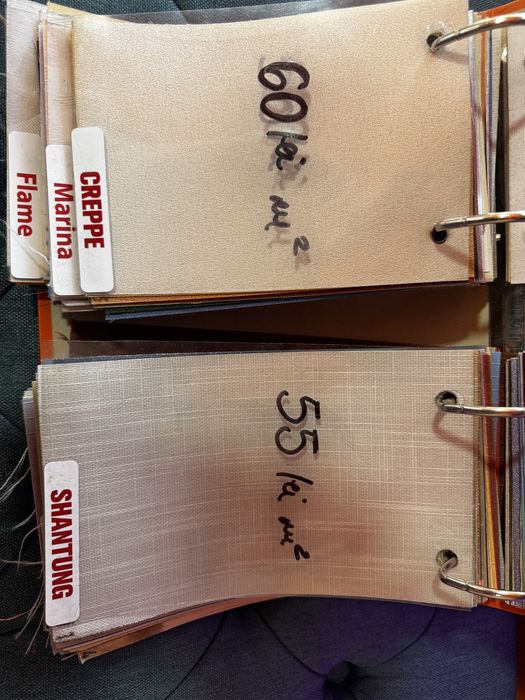 Flame
Marina
CREPPE
60 lei m²
SHANTUNG
55 lei m²